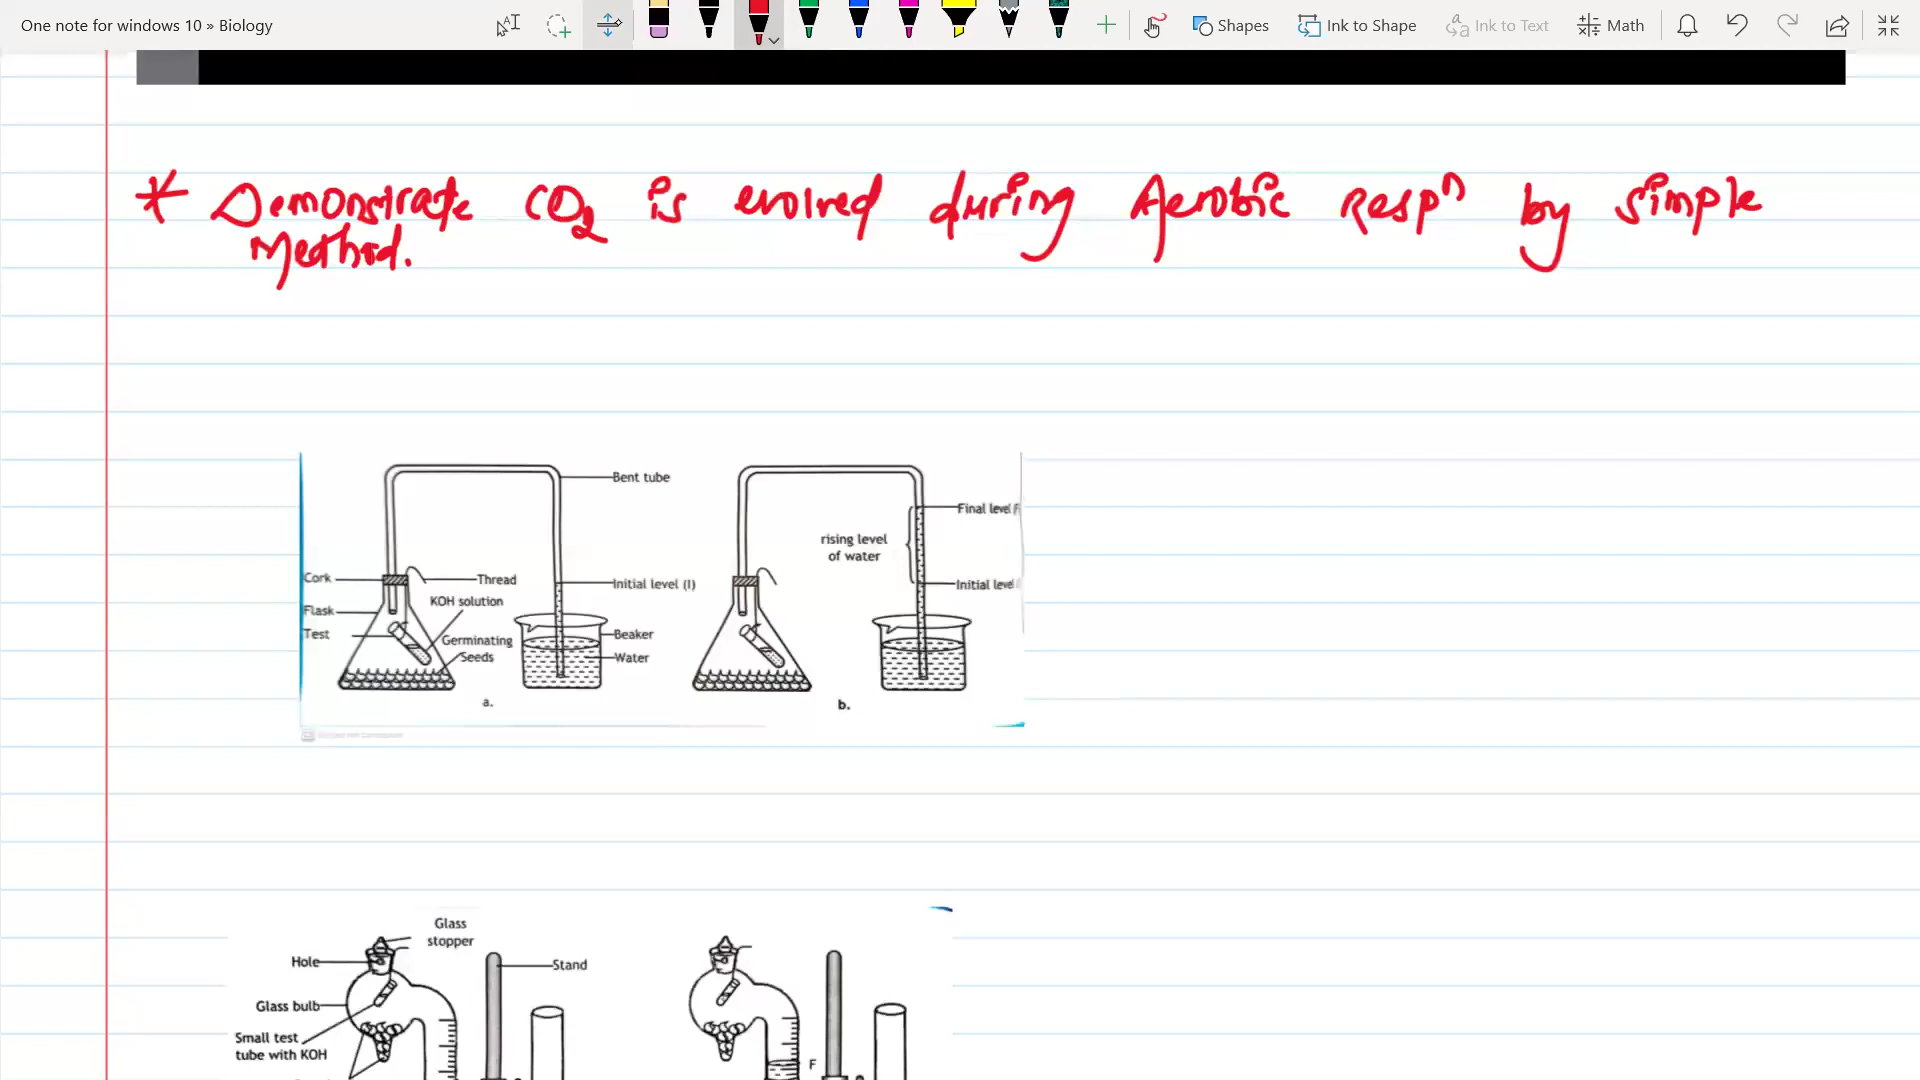 One note for windows 10 » Biology
Shapes
Ink to Shape
Ink to Text
Math
* Demonstrate CO2 is evolved during Aerobic Respⁿ by simple
Method.
Bent tube
Cork
Thread
Initial level (I)
KOH solution
Flask
Test
Germinating
Seeds
Beaker
Water
a.
Final level
rising level
of water
Initial level
b.
Glass
stopper
Hole
Stand
Glass bulb
Small test
tube with KOH
F